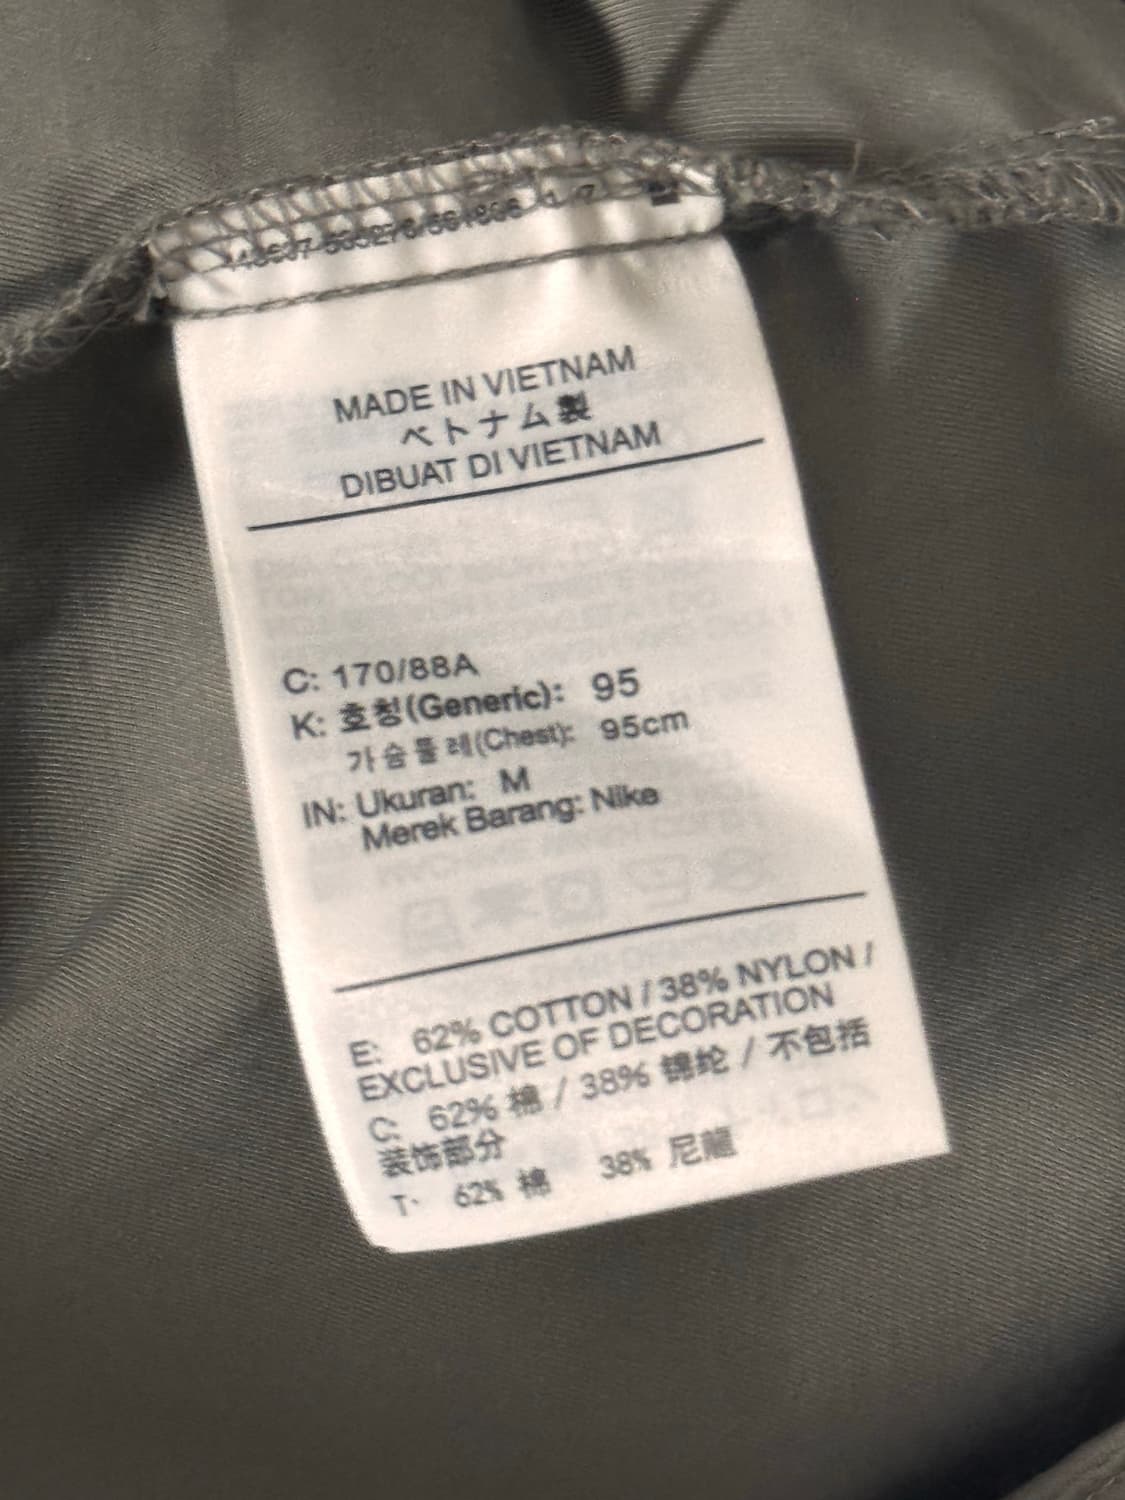 MADE IN VIETNAM
ベトナム製
DIBUAT DI VIETNAM
C: 170/88A
K: 호칭(Generic): 95
가슴둘레(Chest): 95cm
IN: Ukuran: M
Merek Barang: Nike
E: 62% COTTON / 38% NYLON /
EXCLUSIVE OF DECORATION
C: 62% 棉 / 38% 锦纶 / 不包括
装饰部分
T: 62% 棉 38% 尼龍